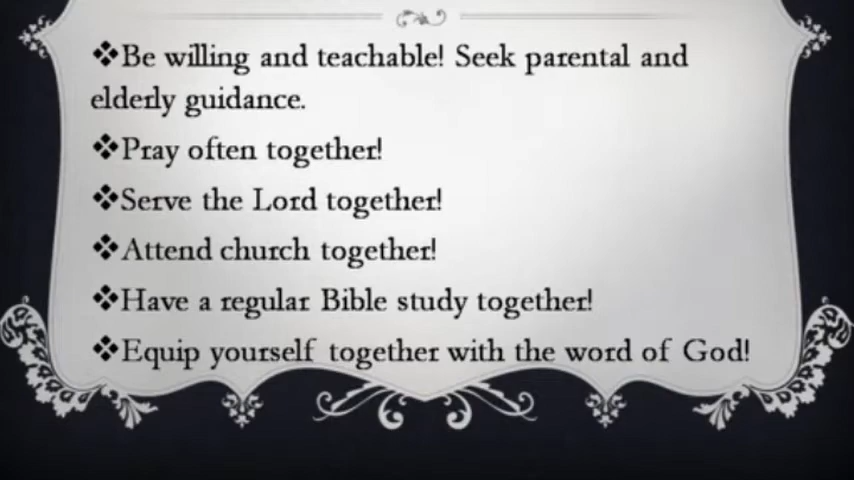 ❖Be willing and teachable! Seek parental and
elderly guidance.
❖Pray often together!
❖Serve the Lord together!
❖Attend church together!
❖Have a regular Bible study together!
❖Equip yourself together with the word of God!